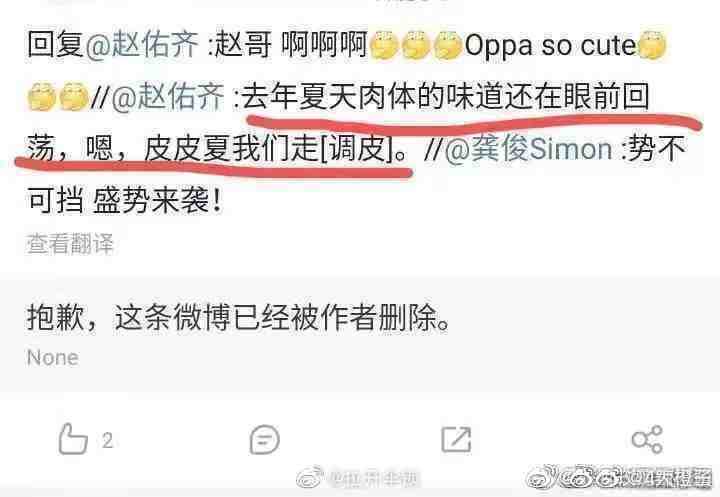 回复@赵佑齐 :赵哥 啊啊啊🤔🤔🤔Oppa so cute🤔
🤔🤔//@赵佑齐 :去年夏天肉体的味道还在眼前回
荡，嗯，皮皮夏我们走[调皮]。//@龚俊Simon :势不
可挡 盛势来袭！
查看翻译
抱歉，这条微博已经被作者删除。
None
2